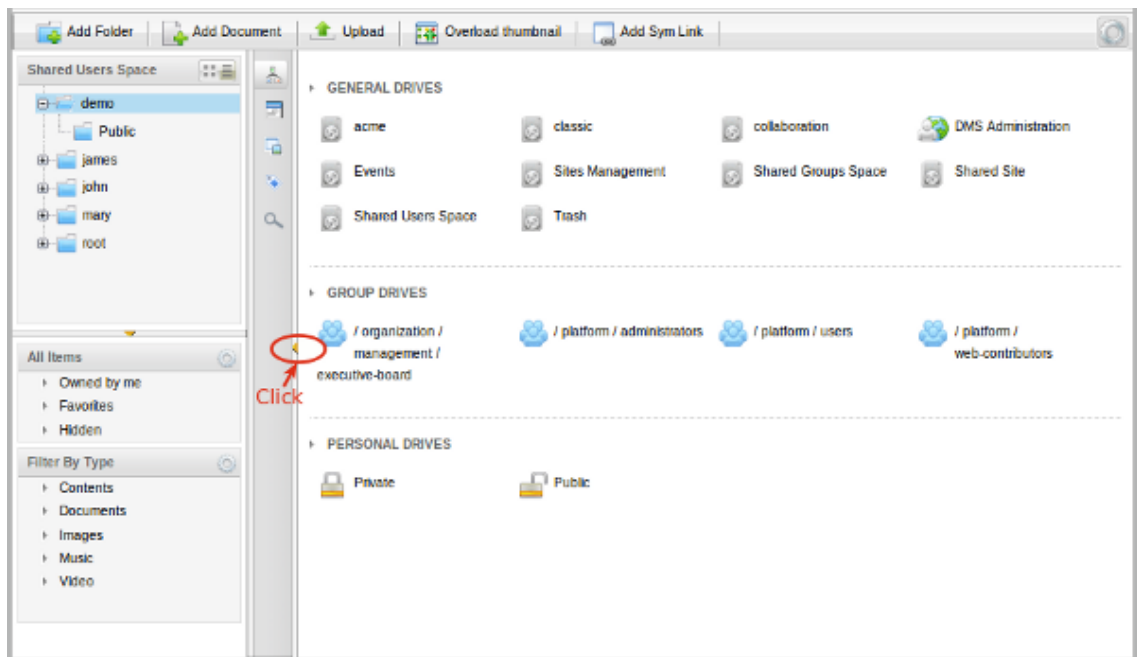 Add Folder Add Document Upload Overload thumbnail Add Sym Link
Shared Users Space
demo
Public
james
john
mary
root
All Items
Owned by me
Favorites
Hidden
Filter By Type
Contents
Documents
Images
Music
Video
Click
GENERAL DRIVES
acme classic collaboration DMS Administration
Events Sites Management Shared Groups Space Shared Site
Shared Users Space Trash
GROUP DRIVES
/ organization / / platform / administrators / platform / users / platform /
management / web-contributors
executive-board
PERSONAL DRIVES
Private Public